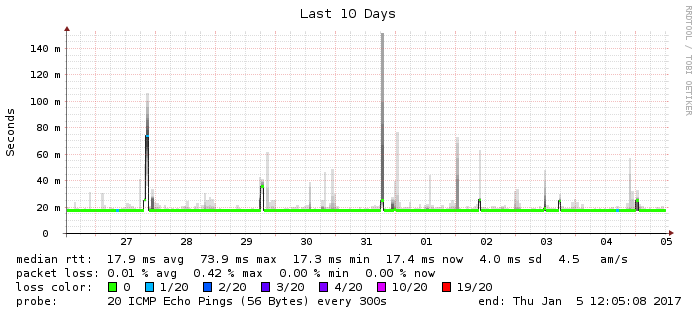 Last 10 Days
RRDTOOL / TOBI OETIKER
Seconds
140 m
120 m
100 m
80 m
60 m
40 m
20 m
0
27 28 29 30 31 01 02 03 04 05
median rtt: 17.9 ms avg 73.9 ms max 17.3 ms min 17.4 ms now 4.0 ms sd 4.5 am/s
packet loss: 0.01 % avg 0.42 % max 0.00 % min 0.00 % now
loss color: 0 1/20 2/20 3/20 4/20 10/20 19/20
probe: 20 ICMP Echo Pings (56 Bytes) every 300s end: Thu Jan 5 12:05:08 2017